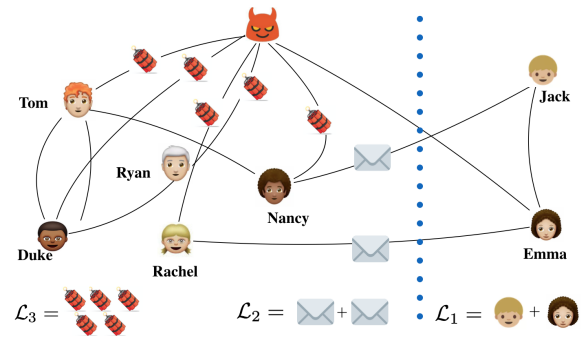 Tom
Jack
Ryan
Nancy
Duke
Rachel
Emma
ℒ₃ =
ℒ₂ = +
ℒ₁ = +